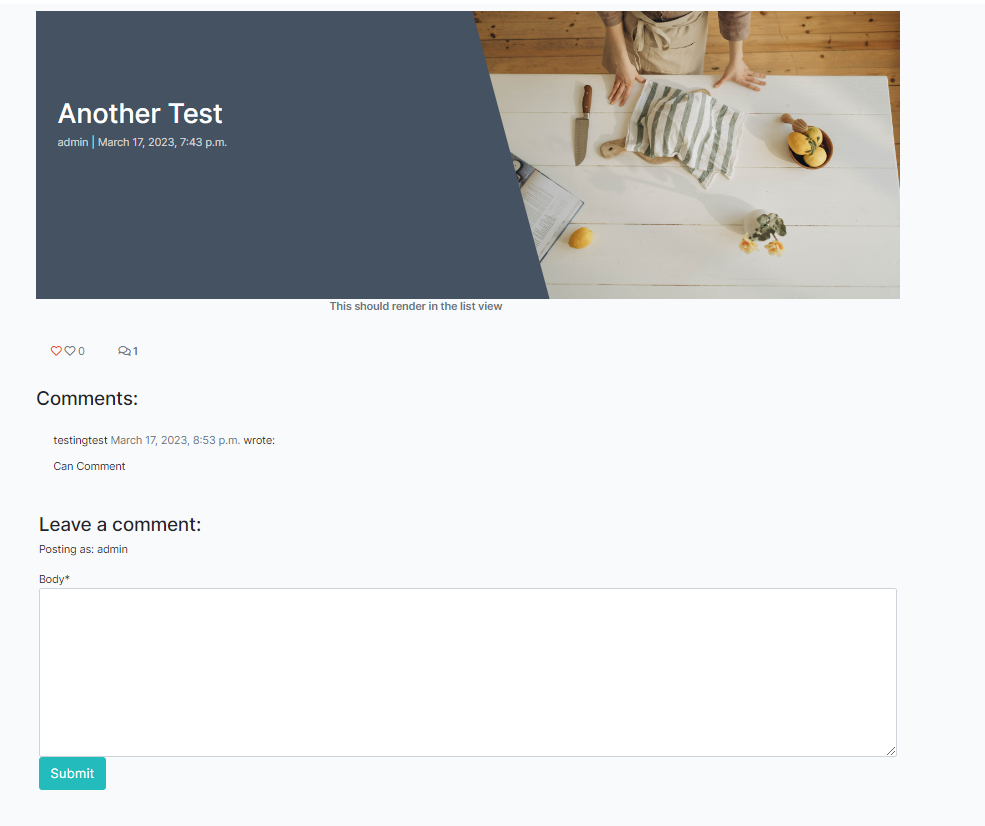 Another Test
admin | March 17, 2023, 7:43 p.m.
This should render in the list view
0 1
Comments:
testingtest March 17, 2023, 8:53 p.m. wrote:
Can Comment
Leave a comment:
Posting as: admin
Body*
Submit